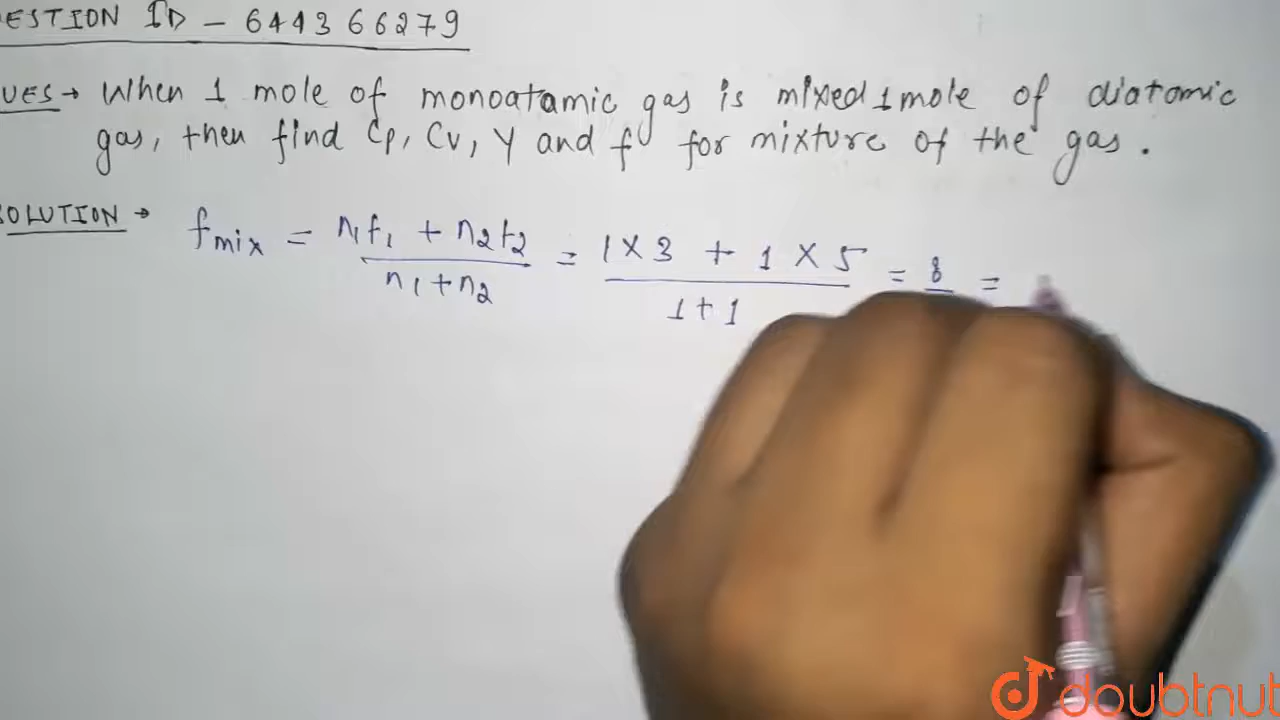 ESTION ID - 644366279
UES → When 1 mole of monoatamic gas is mixed 1 mole of diatomic
gas, then find Cp, Cv, γ and f for mixture of the gas.
SOLUTION → fmix = n1f1 + n2f2 / n1 + n2 = 1 × 3 + 1 × 5 / 1 + 1 = 8 =
doubtnut